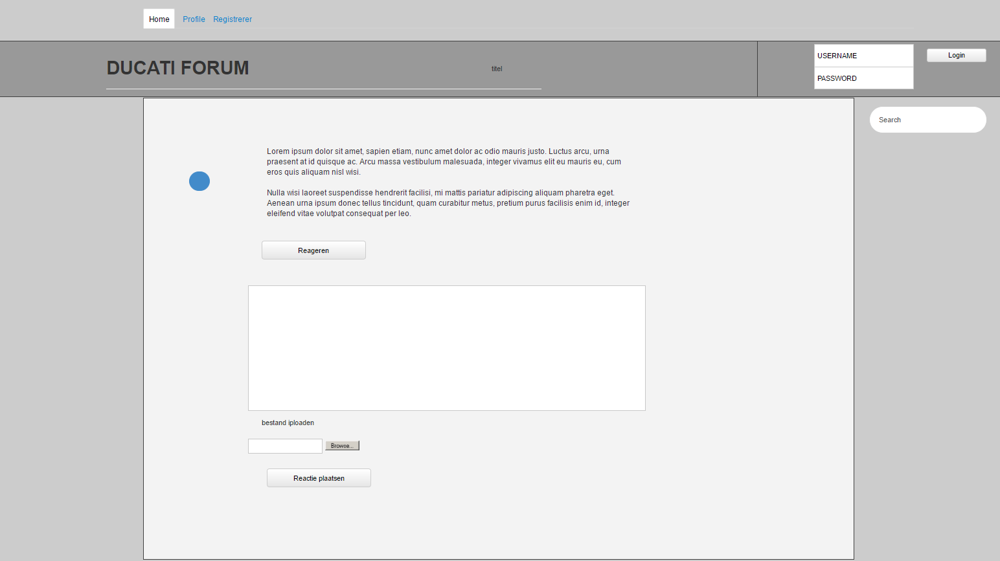 Home Profile Registrerer
DUCATI FORUM
titel
USERNAME
PASSWORD
Login
Search
Lorem ipsum dolor sit amet, sapien etiam, nunc amet dolor ac odio mauris justo. Luctus arcu, urna
praesent at id quisque ac. Arcu massa vestibulum malesuada, integer vivamus elit eu mauris eu, cum
eros quis aliquam nisl wisi.
Nulla wisi laoreet suspendisse hendrerit facilisi, mi mattis pariatur adipiscing aliquam pharetra eget.
Aenean urna ipsum donec tellus tincidunt, quam curabitur metus, pretium purus facilisis enim id, integer
eleifend vitae volutpat consequat per leo.
Reageren
bestand iploaden
Browse...
Reactie plaatsen